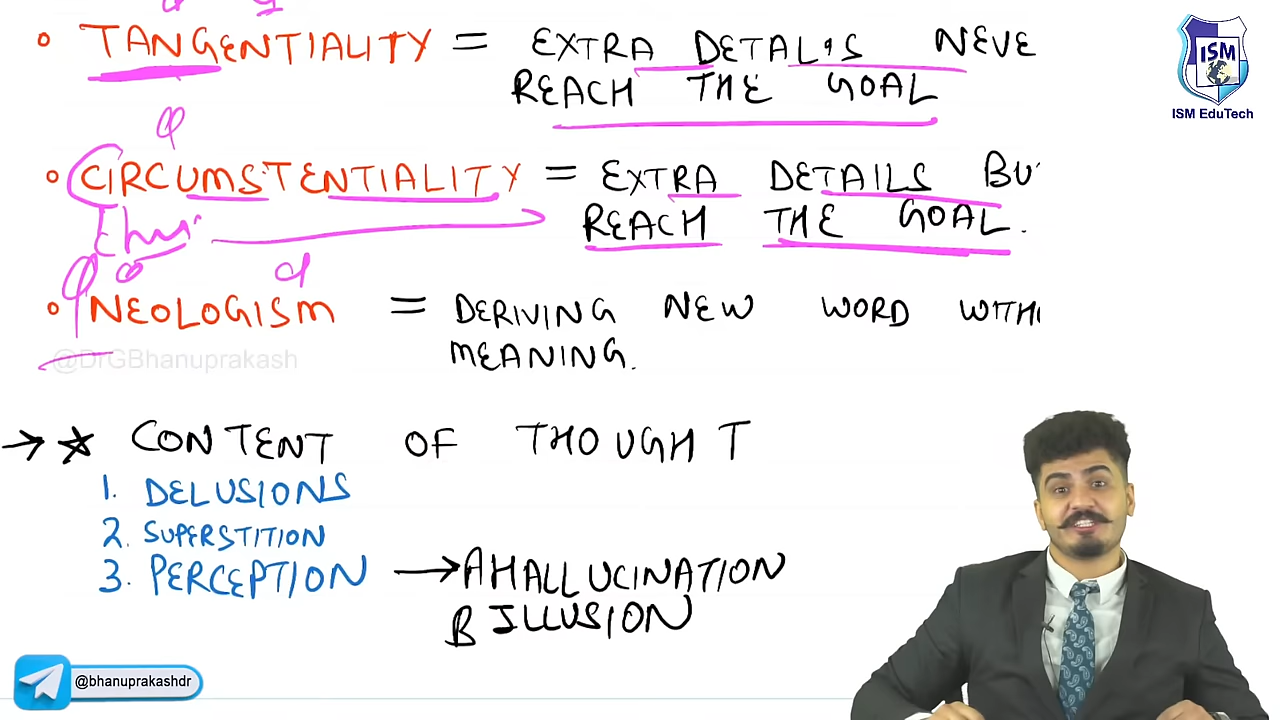 • TANGENTIALITY = EXTRA DETAL'S NEVE
REACH THE GOAL
ISM
ISM EduTech
• CIRCUMSTENTIALITY = EXTRA DETAILS BU
REACH THE GOAL.
• NEOLOGISM = DERIVING NEW WORD WITH
MEANING.
@DrGBhanuprakash
→ ☆ CONTENT OF THOUGHT
1. DELUSIONS
2. SUPERSTITION
3. PERCEPTION → A HALLUCINATION
B ILLUSION
@bhanuprakashdr